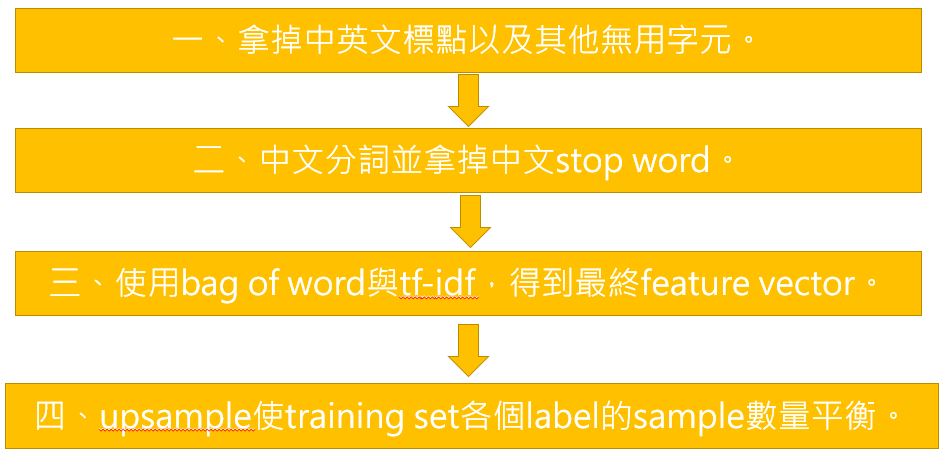 一、拿掉中英文標點以及其他無用字元。
二、中文分詞並拿掉中文stop word。
三、使用bag of word與tf-idf，得到最終feature vector。
四、upsample使training set各個label的sample數量平衡。